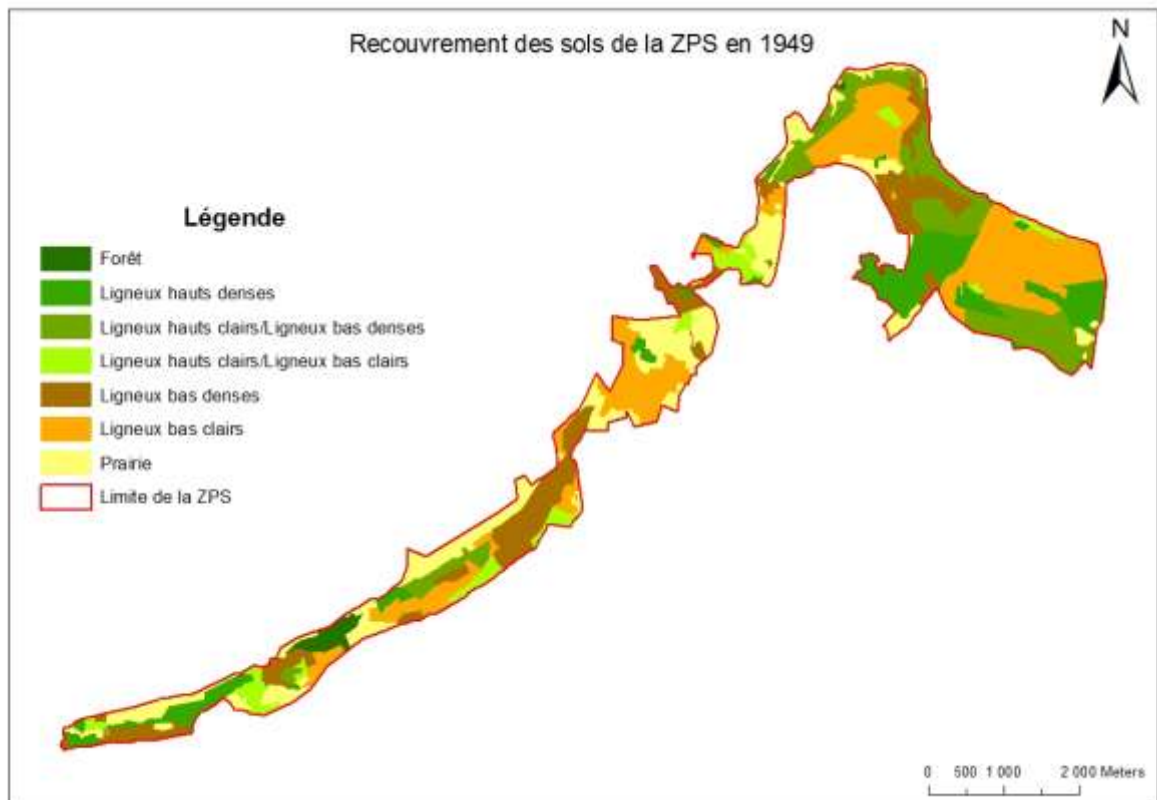 Recouvrement des sols de la ZPS en 1949
N
Légende
Forêt
Ligneux hauts denses
Ligneux hauts clairs/Ligneux bas denses
Ligneux hauts clairs/Ligneux bas clairs
Ligneux bas denses
Ligneux bas clairs
Prairie
Limite de la ZPS
0 500 1 000 2 000 Meters